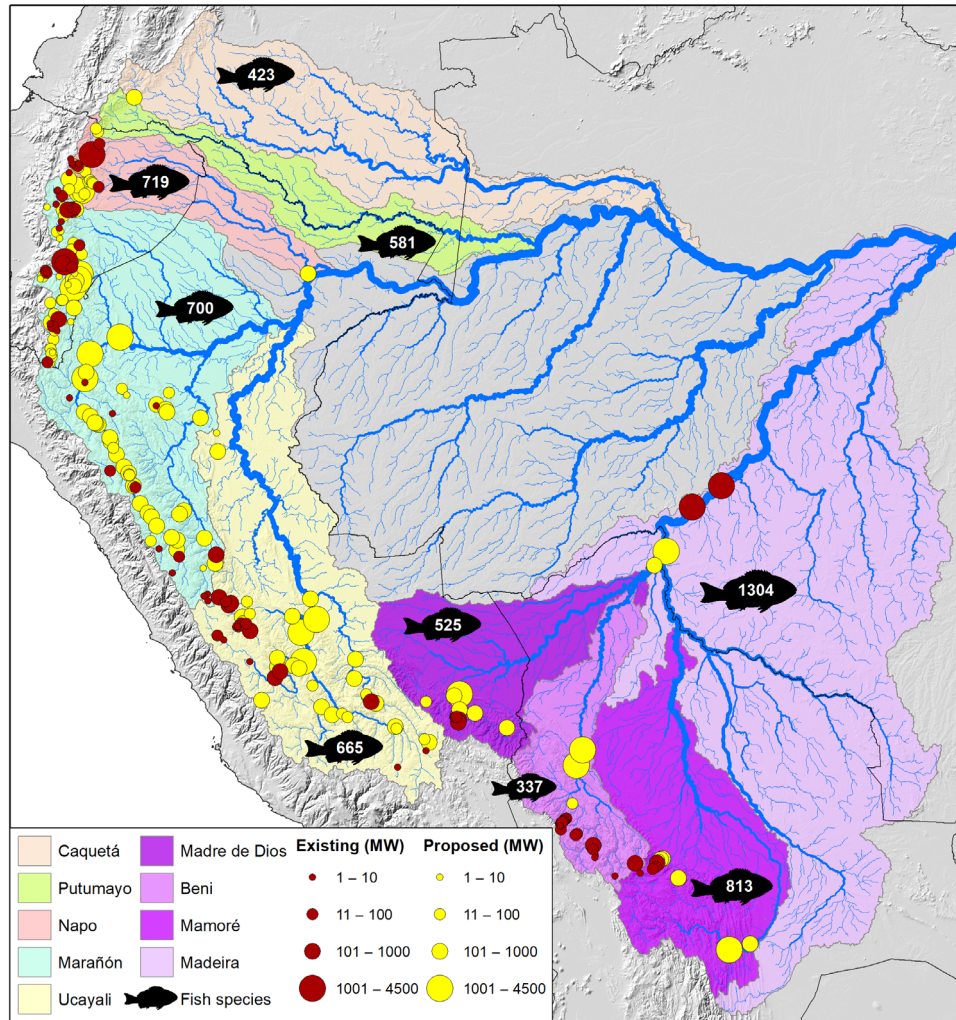 423
719
581
700
1304
525
665
337
813
Caquetá
Putumayo
Napo
Marañón
Ucayali
Madre de Dios
Beni
Mamoré
Madeira
Fish species
Existing (MW)
1 – 10
11 – 100
101 – 1000
1001 – 4500
Proposed (MW)
1 – 10
11 – 100
101 – 1000
1001 – 4500